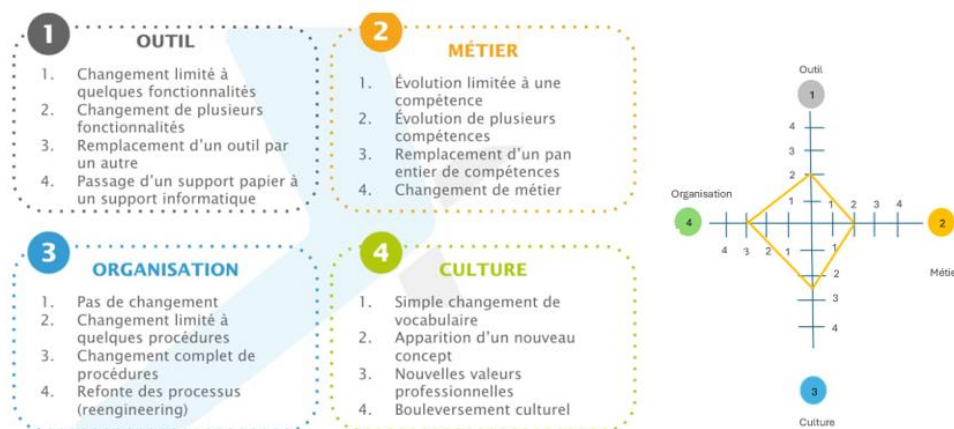 1
OUTIL
1. Changement limité à
quelques fonctionnalités
2. Changement de plusieurs
fonctionnalités
3. Remplacement d'un outil par
un autre
4. Passage d'un support papier à
un support informatique
2
MÉTIER
1. Évolution limitée à une
compétence
2. Évolution de plusieurs
compétences
3. Remplacement d'un pan
entier de compétences
4. Changement de métier
3
ORGANISATION
1. Pas de changement
2. Changement limité à
quelques procédures
3. Changement complet de
procédures
4. Refonte des processus
(reengineering)
4
CULTURE
1. Simple changement de
vocabulaire
2. Apparition d'un nouveau
concept
3. Nouvelles valeurs
professionnelles
4. Bouleversement culturel
Outil
1
4
3
2
1
Organisation
4
4 3 2 1
1 2 3 4
2
Métier
1
2
3
4
3
Culture